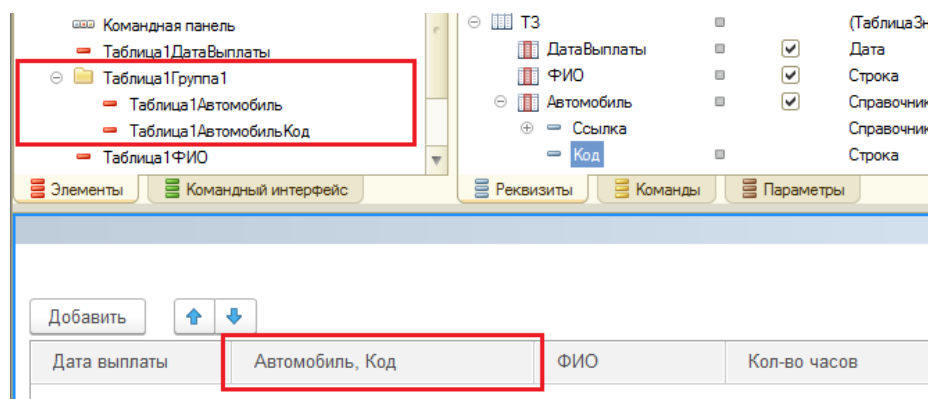 Командная панель
Таблица1ДатаВыплаты
Таблица1Группа1
Таблица1Автомобиль
Таблица1АвтомобильКод
Таблица1ФИО
Элементы Командный интерфейс
ТЗ (ТаблицаЗн
ДатаВыплаты Дата
ФИО Строка
Автомобиль Справочник
Ссылка Справочник
Код Строка
Реквизиты Команды Параметры
Добавить
Дата выплаты Автомобиль, Код ФИО Кол-во часов